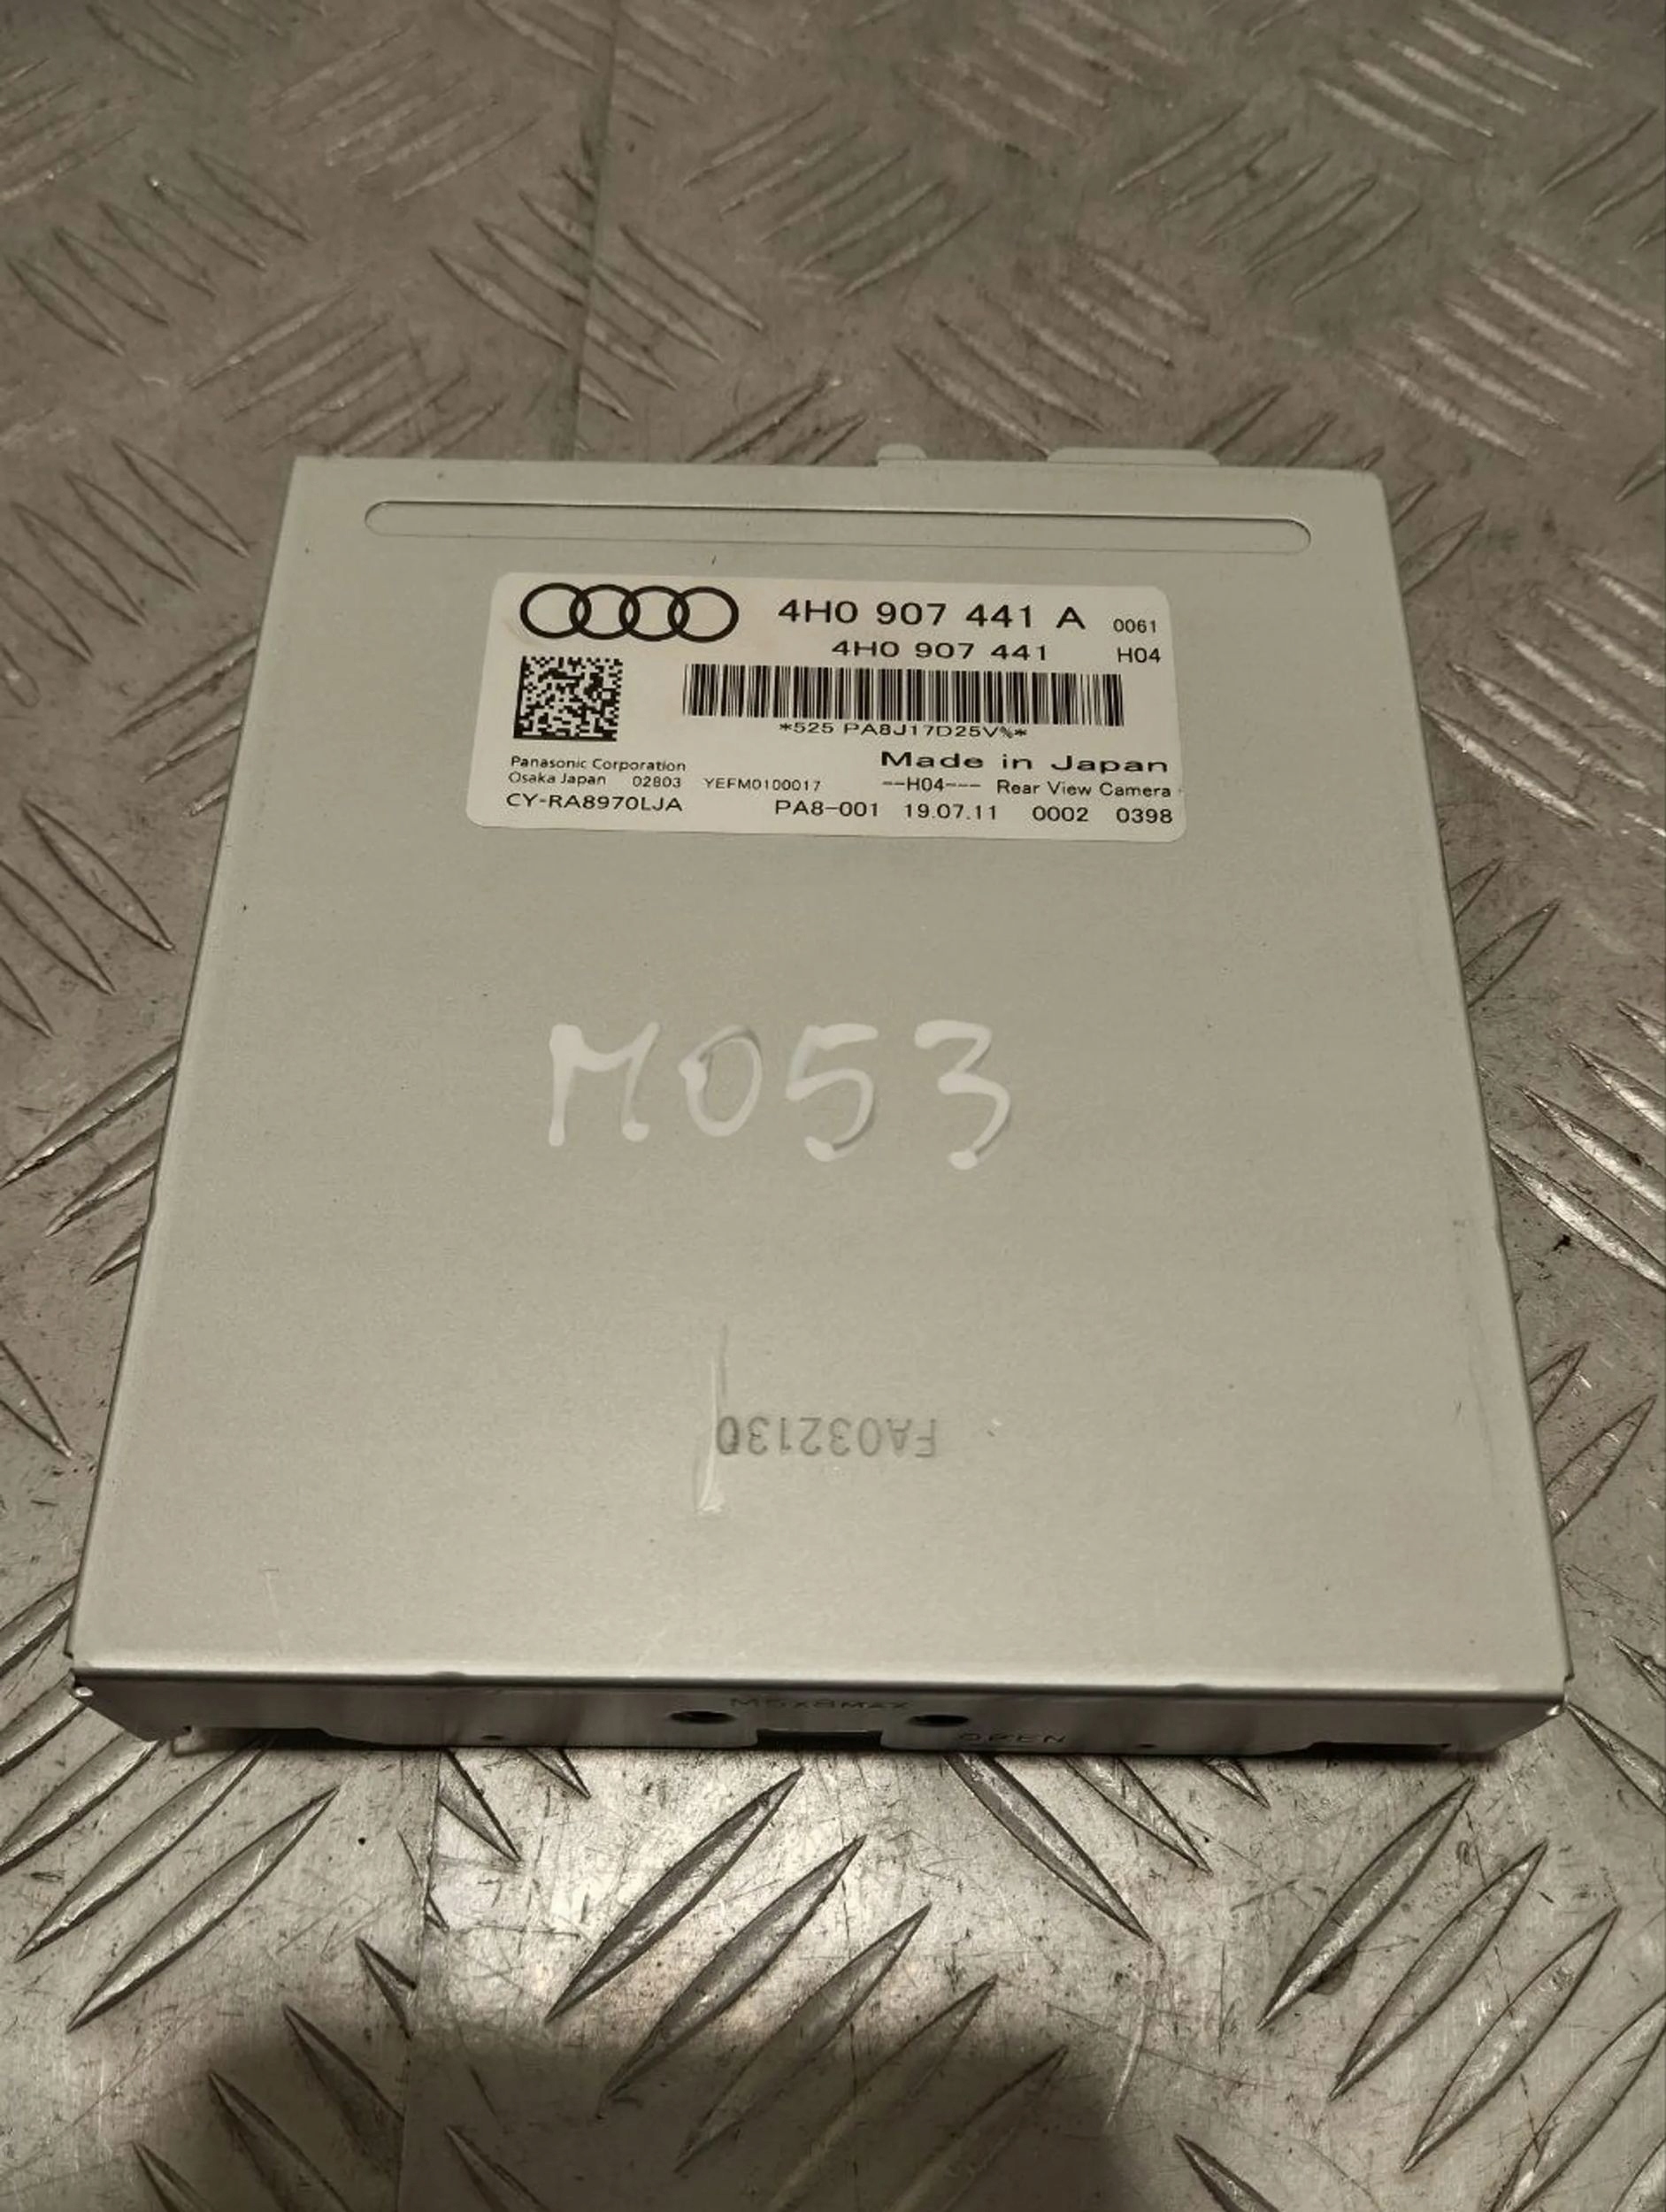 4H0 907 441 A 0061
4H0 907 441 H04
*525 PA8J17D25V%*
Made in Japan
Panasonic Corporation
Osaka Japan 02803 YEFM0100017 --H04--- Rear View Camera
CY-RA8970LJA PA8-001 19.07.11 0002 0398
M053
FA032130
M5x8MAX
OPEN